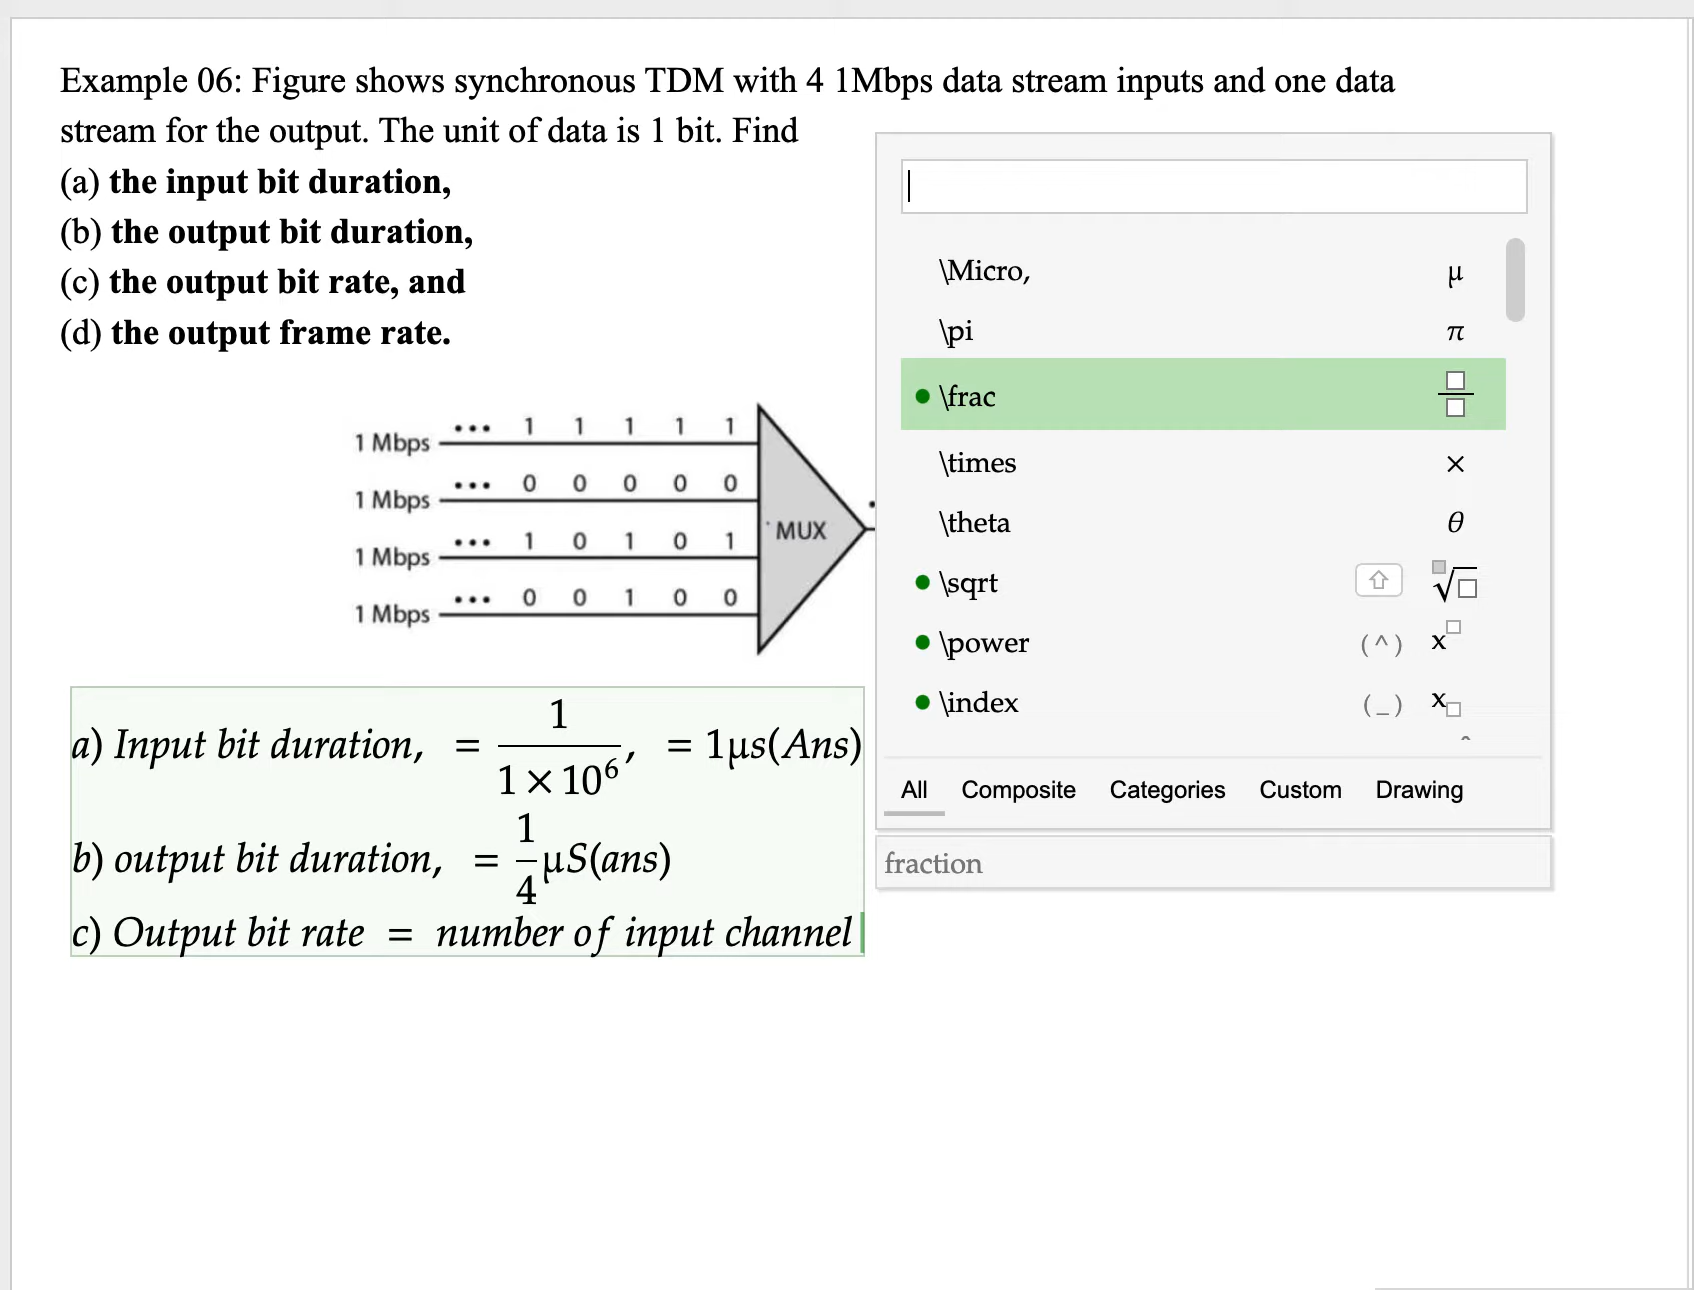 Example 06: Figure shows synchronous TDM with 4 1Mbps data stream inputs and one data
stream for the output. The unit of data is 1 bit. Find
(a) the input bit duration,
(b) the output bit duration,
(c) the output bit rate, and
(d) the output frame rate.
1 Mbps ••• 1 1 1 1 1
1 Mbps ••• 0 0 0 0 0
1 Mbps ••• 1 0 1 0 1
1 Mbps ••• 0 0 1 0 0
MUX
a) Input bit duration, = 1/(1 × 10⁶), = 1μs(Ans)
b) output bit duration, = 1/4 μS(ans)
c) Output bit rate = number of input channel
\Micro, μ
\pi π
\frac
\times ×
\theta θ
\sqrt √
\power (^) x
\index (_) x
All Composite Categories Custom Drawing
fraction